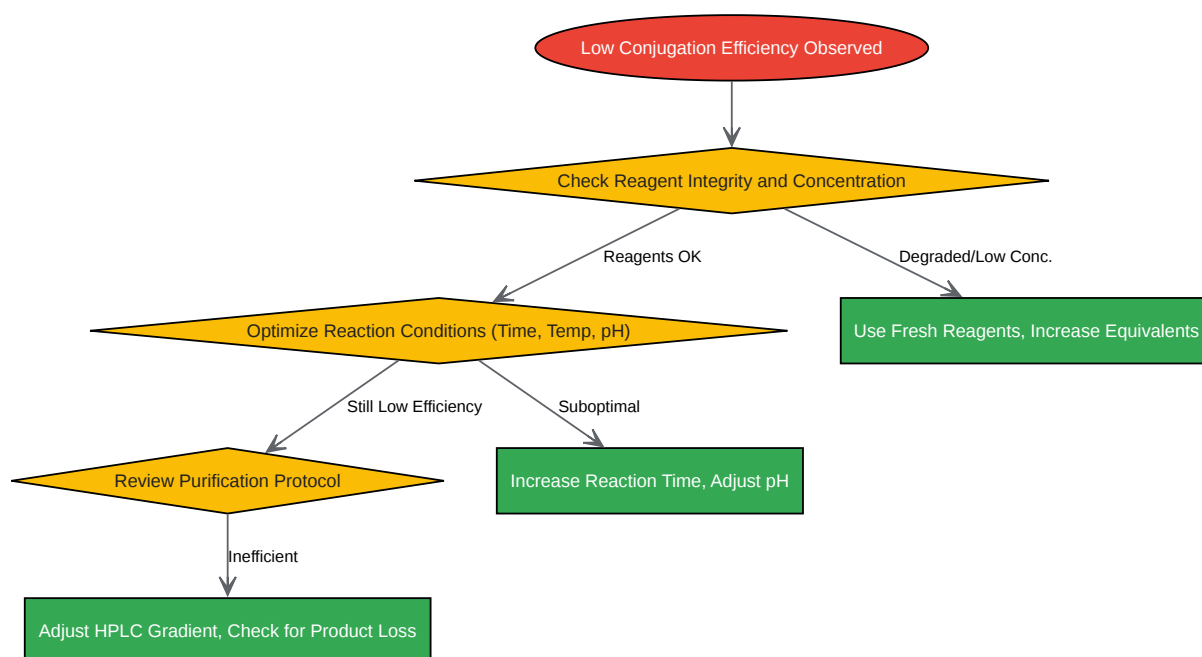 Low Conjugation Efficiency Observed
Check Reagent Integrity and Concentration
Reagents OK
Degraded/Low Conc.
Optimize Reaction Conditions (Time, Temp, pH)
Use Fresh Reagents, Increase Equivalents
Still Low Efficiency
Suboptimal
Review Purification Protocol
Increase Reaction Time, Adjust pH
Inefficient
Adjust HPLC Gradient, Check for Product Loss